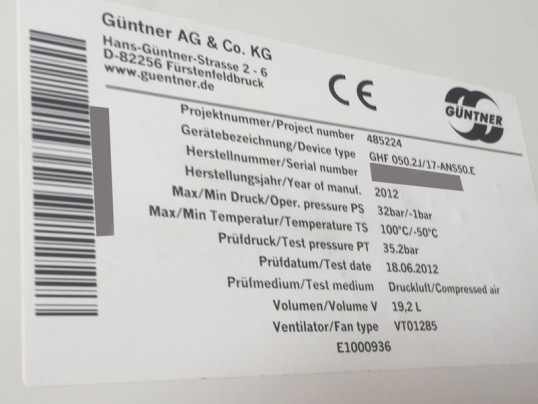 Güntner AG & Co. KG
Hans-Güntner-Strasse 2 - 6
D-82256 Fürstenfeldbruck
www.guentner.de
CE
GÜNTNER
Projektnummer/Project number 485224
Gerätebezeichnung/Device type GHF 050.2J/17-ANS50.E
Herstellnummer/Serial number
Herstellungsjahr/Year of manuf. 2012
Max/Min Druck/Oper. pressure PS 32bar/-1bar
Max/Min Temperatur/Temperature TS 100°C/-50°C
Prüfdruck/Test pressure PT 35.2bar
Prüfdatum/Test date 18.06.2012
Prüfmedium/Test medium Druckluft/Compressed air
Volumen/Volume V 19,2 L
Ventilator/Fan type VT01285
E1000936